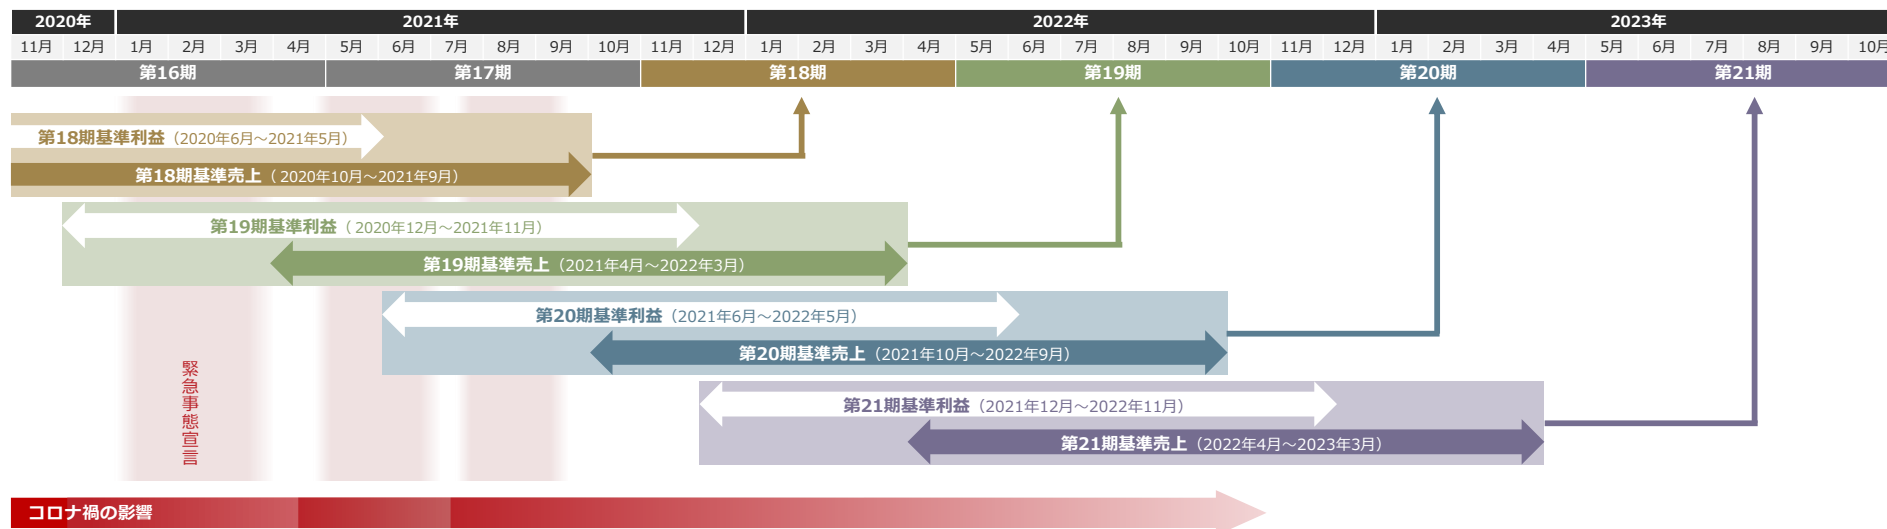 2020年 2021年 2022年 2023年
11月 12月 1月 2月 3月 4月 5月 6月 7月 8月 9月 10月 11月 12月 1月 2月 3月 4月 5月 6月 7月 8月 9月 10月 11月 12月 1月 2月 3月 4月 5月 6月 7月 8月 9月 10月
第16期 第17期 第18期 第19期 第20期 第21期
第18期基準利益（2020年6月～2021年5月）
第18期基準売上（ 2020年10月～2021年9月）
第19期基準利益（ 2020年12月～2021年11月）
第19期基準売上（2021年4月～2022年3月）
第20期基準利益（2021年6月～2022年5月）
第20期基準売上（2021年10月～2022年9月）
第21期基準利益（2021年12月～2022年11月）
第21期基準売上（2022年4月～2023年3月）
緊急事態宣言
コロナ禍の影響